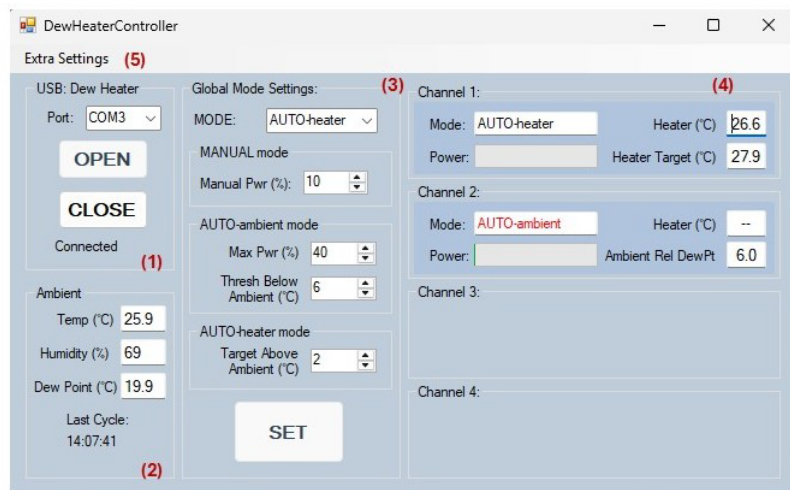 DewHeaterController
Extra Settings (5)
USB: Dew Heater
Port: COM3
OPEN
CLOSE
Connected
(1)
Ambient
Temp (°C) 25.9
Humidity (%) 69
Dew Point (°C) 19.9
Last Cycle:
14:07:41
(2)
Global Mode Settings: (3)
MODE: AUTO-heater
MANUAL mode
Manual Pwr (%): 10
AUTO-ambient mode
Max Pwr (%) 40
Thresh Below
Ambient (°C) 6
AUTO-heater mode
Target Above
Ambient (°C) 2
SET
(4)
Channel 1:
Mode: AUTO-heater Heater (°C) 26.6
Power: Heater Target (°C) 27.9
Channel 2:
Mode: AUTO-ambient Heater (°C) --
Power: Ambient Rel DewPt 6.0
Channel 3:
Channel 4: